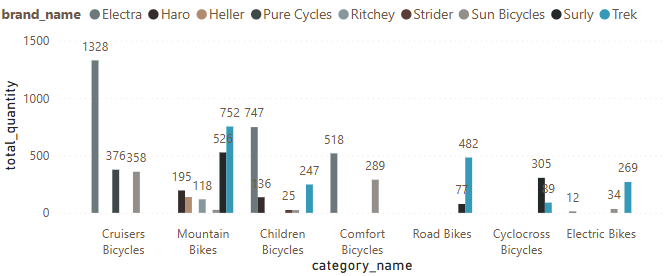 brand_name Electra Haro Heller Pure Cycles Ritchey Strider Sun Bicycles Surly Trek
1500
1000
500
0
total_quantity
1328
376
358
195
118
526
752
747
136
25
247
518
289
77
482
305
89
12
34
269
Cruisers
Bicycles
Mountain
Bikes
Children
Bicycles
Comfort
Bicycles
Road Bikes
Cyclocross
Bicycles
Electric Bikes
category_name